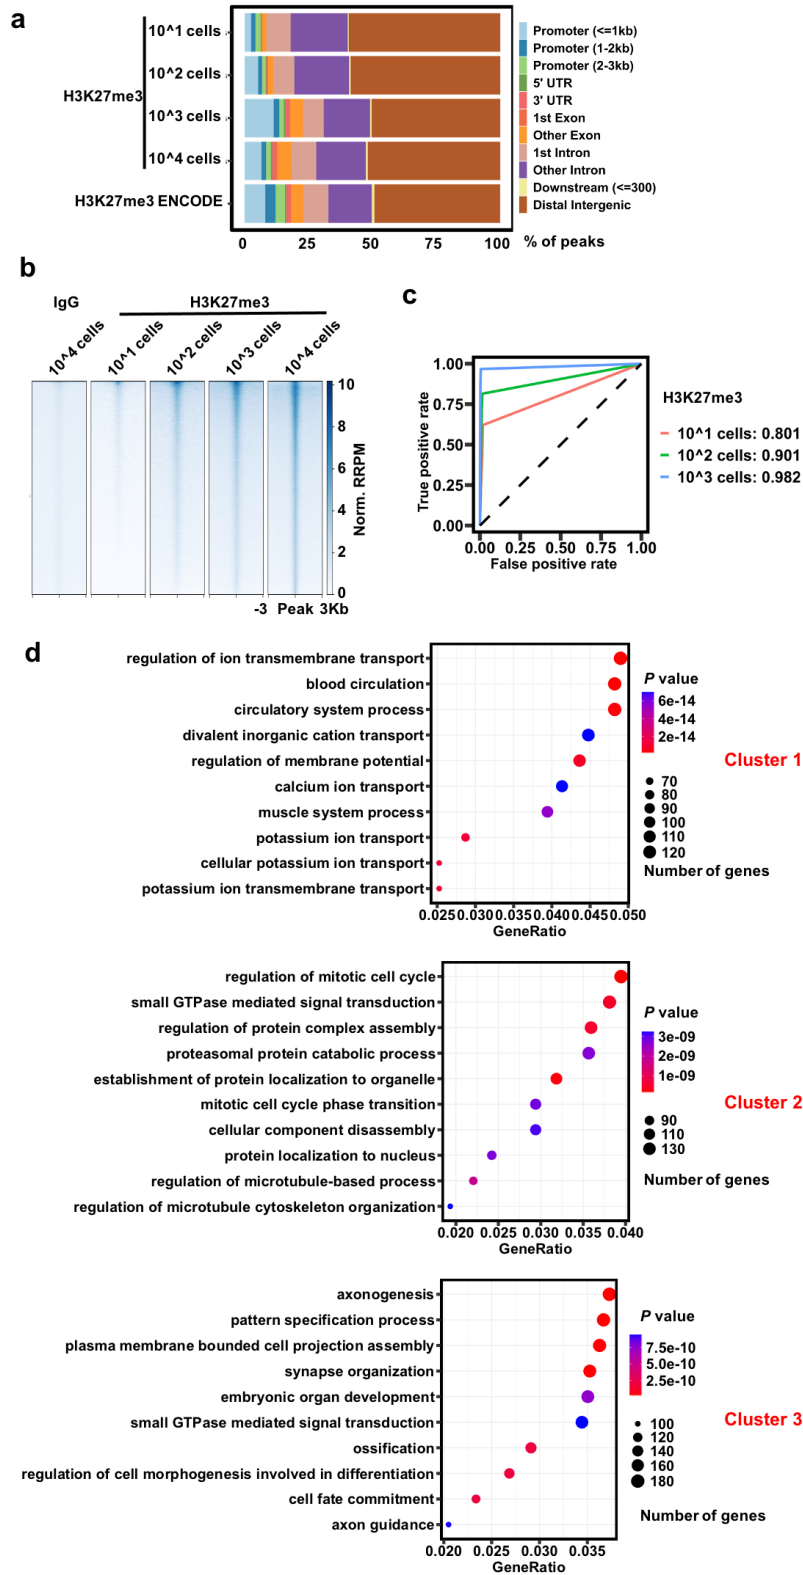 a
H3K27me3
10^1 cells
10^2 cells
10^3 cells
10^4 cells
H3K27me3 ENCODE
0 25 50 75 100 % of peaks
Promoter (<=1kb)
Promoter (1-2kb)
Promoter (2-3kb)
5' UTR
3' UTR
1st Exon
Other Exon
1st Intron
Other Intron
Downstream (<=300)
Distal Intergenic
b
IgG H3K27me3
10^4 cells 10^1 cells 10^2 cells 10^3 cells 10^4 cells
10
8
6
4
2
0
Norm. RRPM
-3 Peak 3Kb
c
True positive rate
1.00
0.75
0.50
0.25
0.00
0.00 0.25 0.50 0.75 1.00
False positive rate
H3K27me3
10^1 cells: 0.801
10^2 cells: 0.901
10^3 cells: 0.982
d
regulation of ion transmembrane transport
blood circulation
circulatory system process
divalent inorganic cation transport
regulation of membrane potential
calcium ion transport
muscle system process
potassium ion transport
cellular potassium ion transport
potassium ion transmembrane transport
0.025 0.030 0.035 0.040 0.045 0.050
GeneRatio
P value
6e-14
4e-14
2e-14
70
80
90
100
110
120
Number of genes
Cluster 1
regulation of mitotic cell cycle
small GTPase mediated signal transduction
regulation of protein complex assembly
proteasomal protein catabolic process
establishment of protein localization to organelle
mitotic cell cycle phase transition
cellular component disassembly
protein localization to nucleus
regulation of microtubule-based process
regulation of microtubule cytoskeleton organization
0.020 0.025 0.030 0.035 0.040
GeneRatio
P value
3e-09
2e-09
1e-09
90
110
130
Number of genes
Cluster 2
axonogenesis
pattern specification process
plasma membrane bounded cell projection assembly
synapse organization
embryonic organ development
small GTPase mediated signal transduction
ossification
regulation of cell morphogenesis involved in differentiation
cell fate commitment
axon guidance
0.020 0.025 0.030 0.035
GeneRatio
P value
7.5e-10
5.0e-10
2.5e-10
100
120
140
160
180
Number of genes
Cluster 3